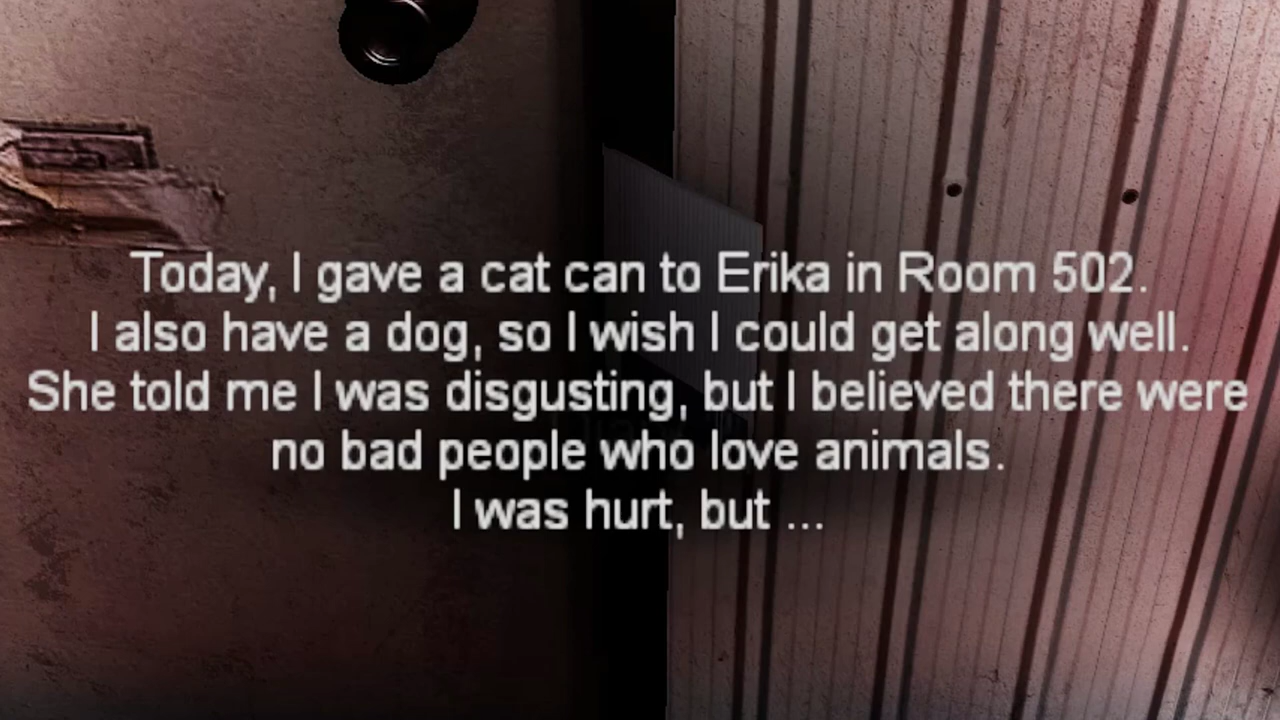 Today, I gave a cat can to Erika in Room 502.
I also have a dog, so I wish I could get along well.
She told me I was disgusting, but I believed there were
no bad people who love animals.
I was hurt, but ...